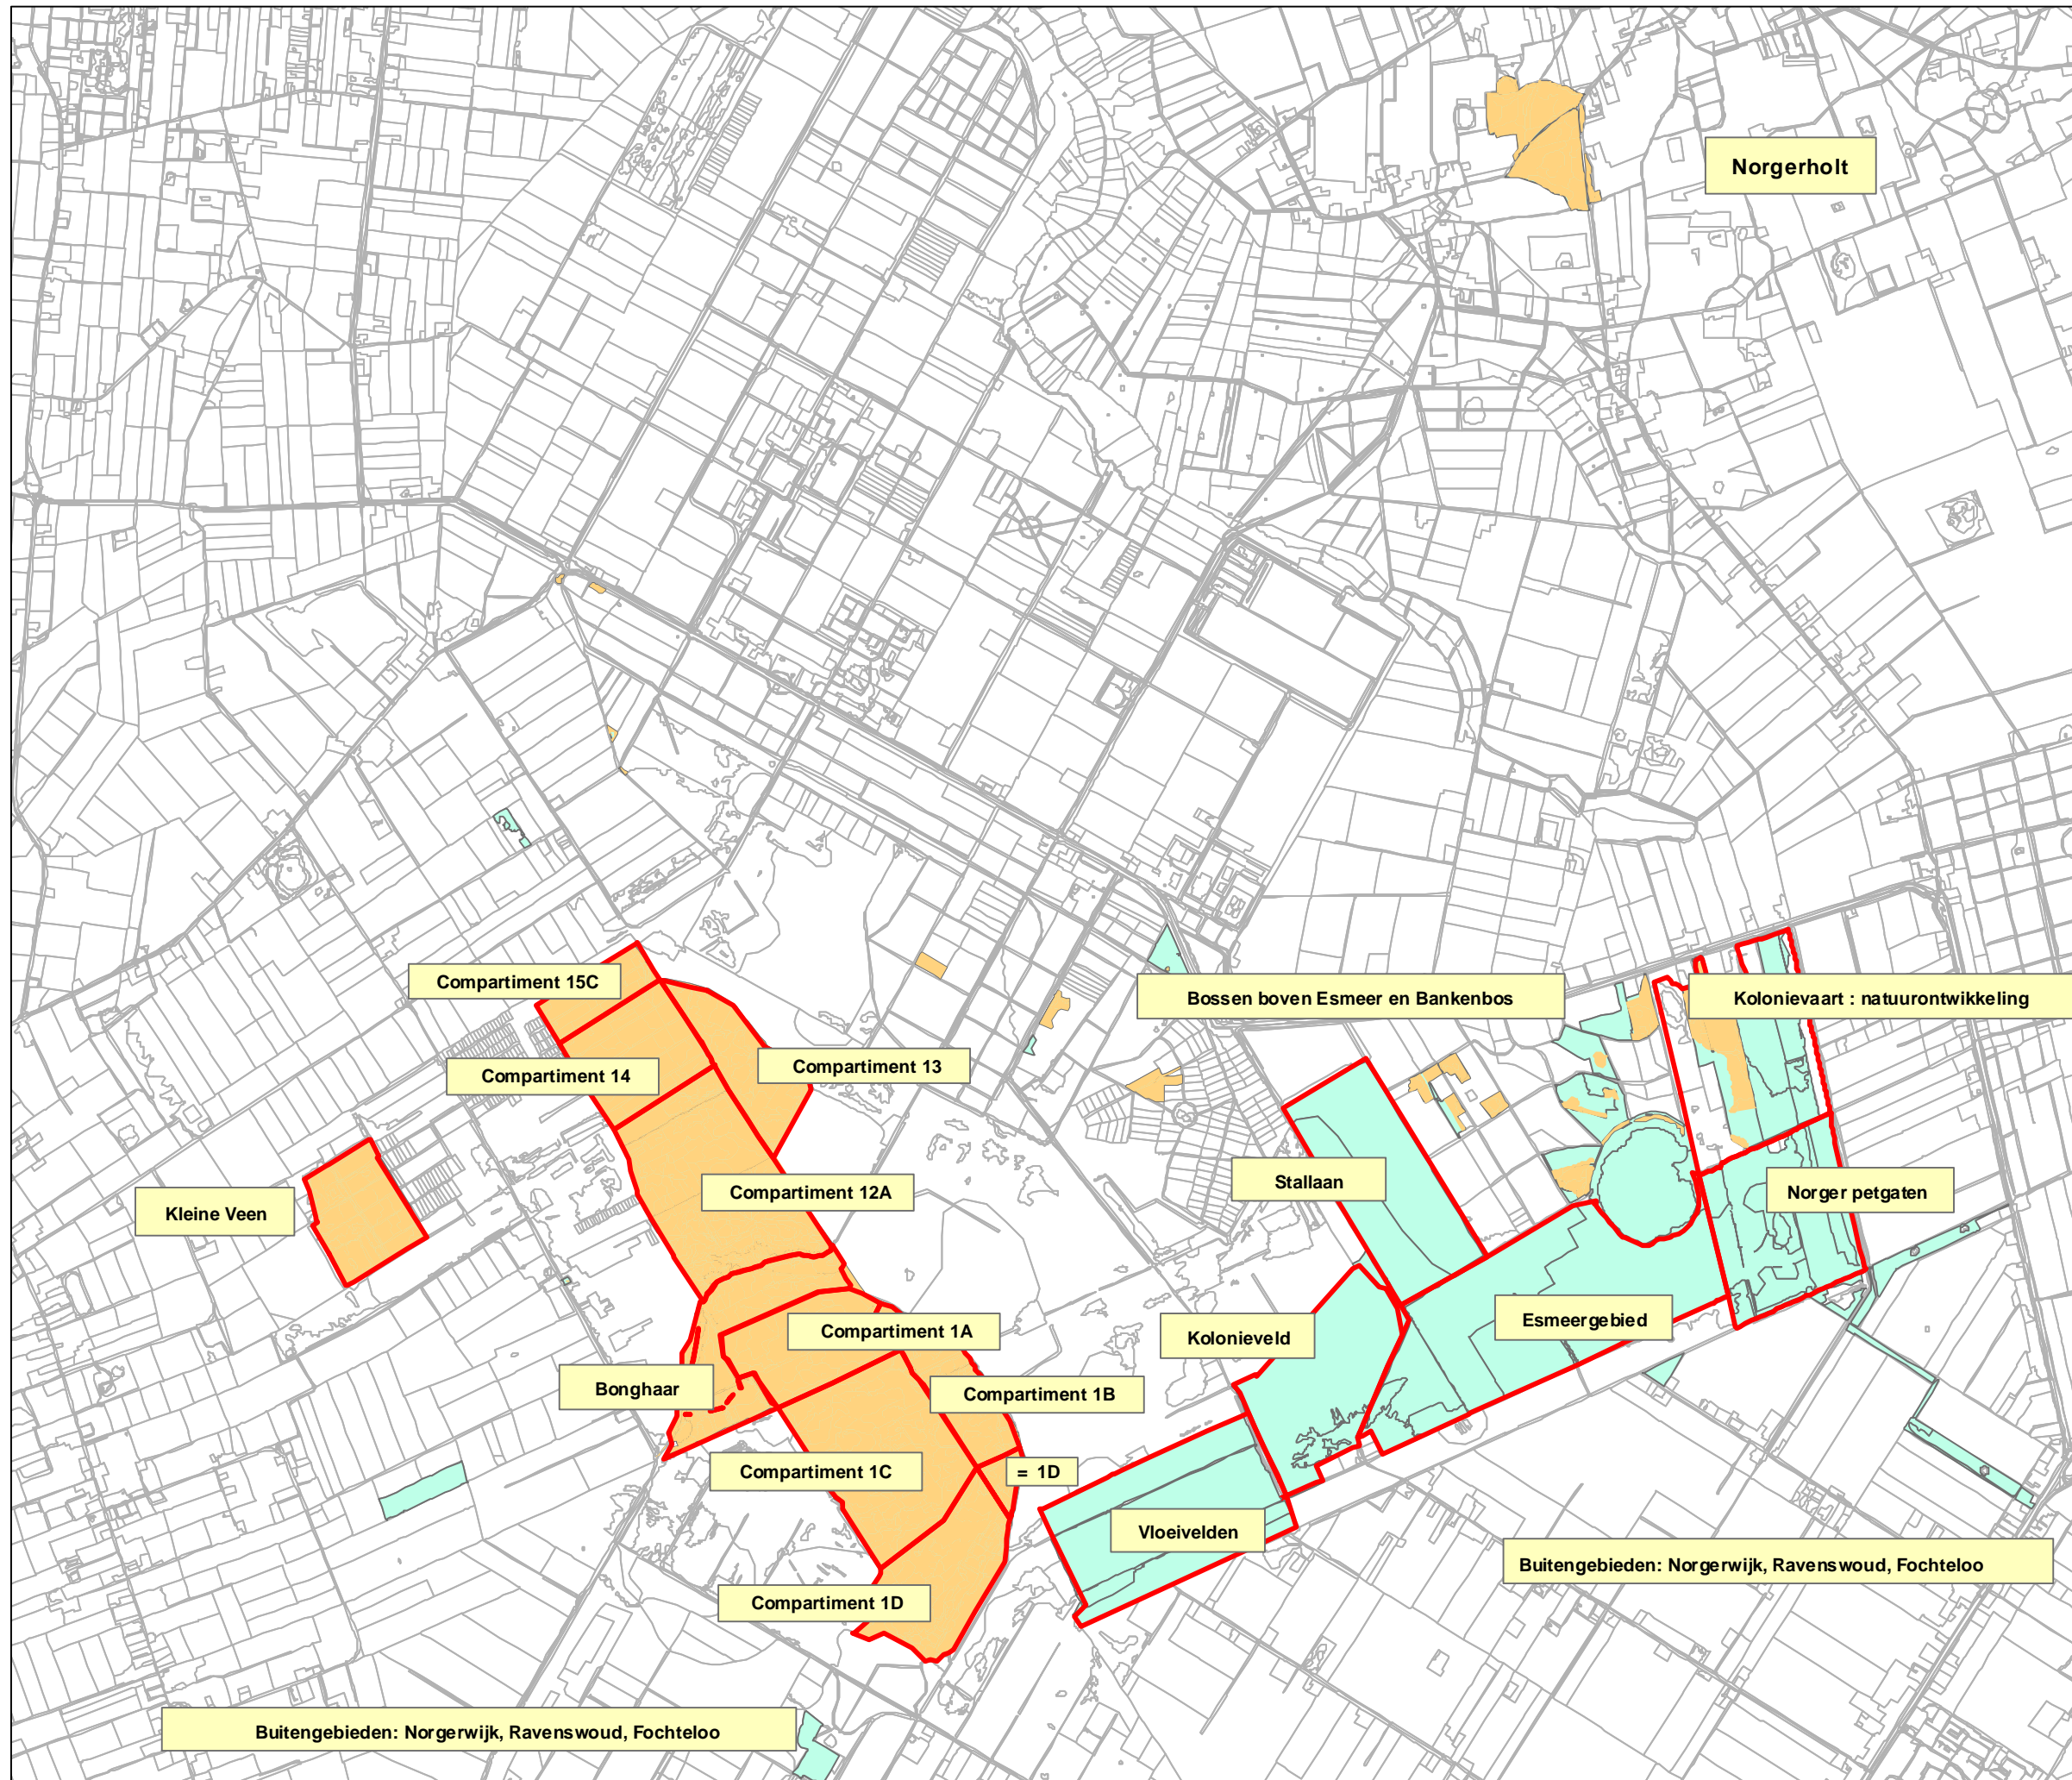 Norgerholt
Compartiment 15C
Bossen boven Esmeer en Bankenbos
Kolonievaart : natuurontwikkeling
Compartiment 14
Compartiment 13
Stallaan
Kleine Veen
Compartiment 12A
Norger petgaten
Compartiment 1A
Kolonieveld
Esmeergebied
Bonghaar
Compartiment 1B
Compartiment 1C
= 1D
Vloeivelden
Compartiment 1D
Buitengebieden: Norgerwijk, Ravenswoud, Fochteloo
Buitengebieden: Norgerwijk, Ravenswoud, Fochteloo